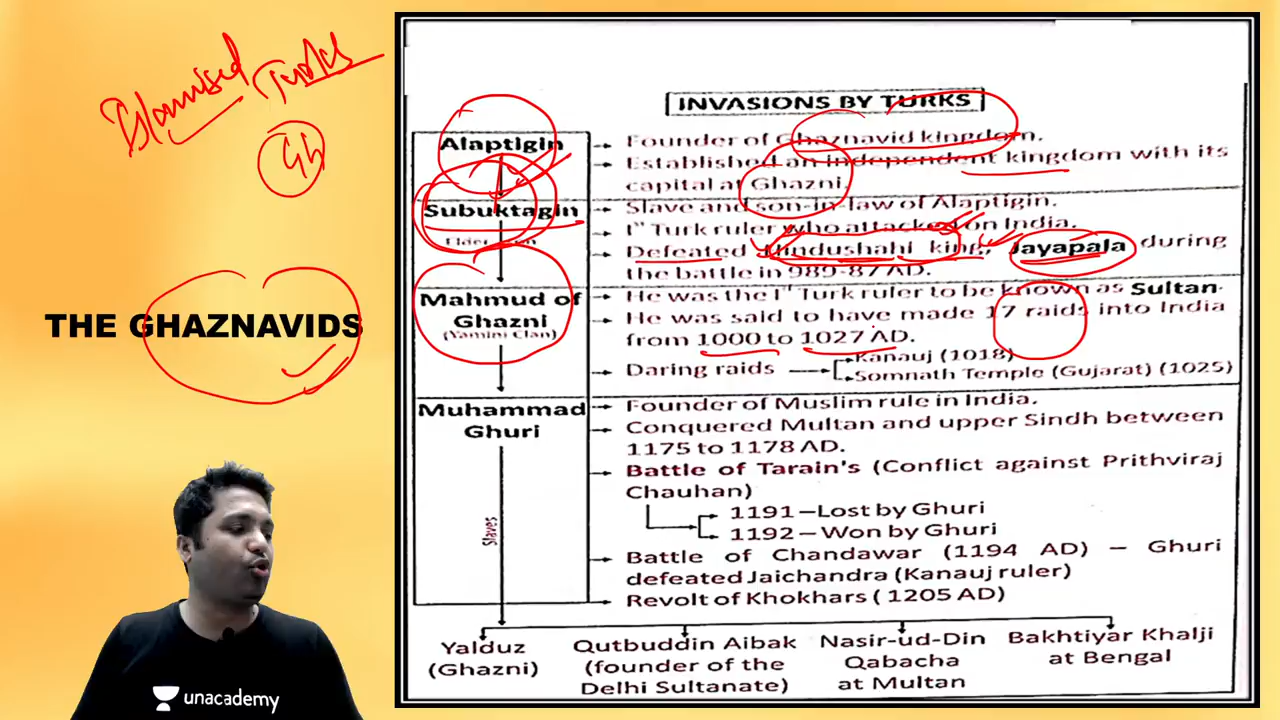 Islamised Turks
Gh
THE GHAZNAVIDS
INVASIONS BY TURKS
Alaptigin
Founder of Ghaznavid kingdom.
Established an independent kingdom with its
capital at Ghazni.
Subuktagin
Slave and son-in-law of Alaptigin.
Ist Turk ruler who attacked on India.
Defeated Hindushahi king, Jayapala during
the battle in 989-87 AD.
Mahmud of
Ghazni
(Yamini Clan)
He was the Ist Turk ruler to be known as Sultan.
He was said to have made 17 raids into India
from 1000 to 1027 AD.
Daring raids
Kanauj (1018)
Somnath Temple (Gujarat) (1025)
Muhammad
Ghuri
Founder of Muslim rule in India.
Conquered Multan and upper Sindh between
1175 to 1178 AD.
Battle of Tarain's (Conflict against Prithviraj
Chauhan)
1191—Lost by Ghuri
1192—Won by Ghuri
Battle of Chandawar (1194 AD) – Ghuri
defeated Jaichandra (Kanauj ruler)
Revolt of Khokhars (1205 AD)
Slaves
Yalduz
(Ghazni)
Qutbuddin Aibak
(founder of the
Delhi Sultanate)
Nasir-ud-Din
Qabacha
at Multan
Bakhtiyar Khalji
at Bengal
unacademy